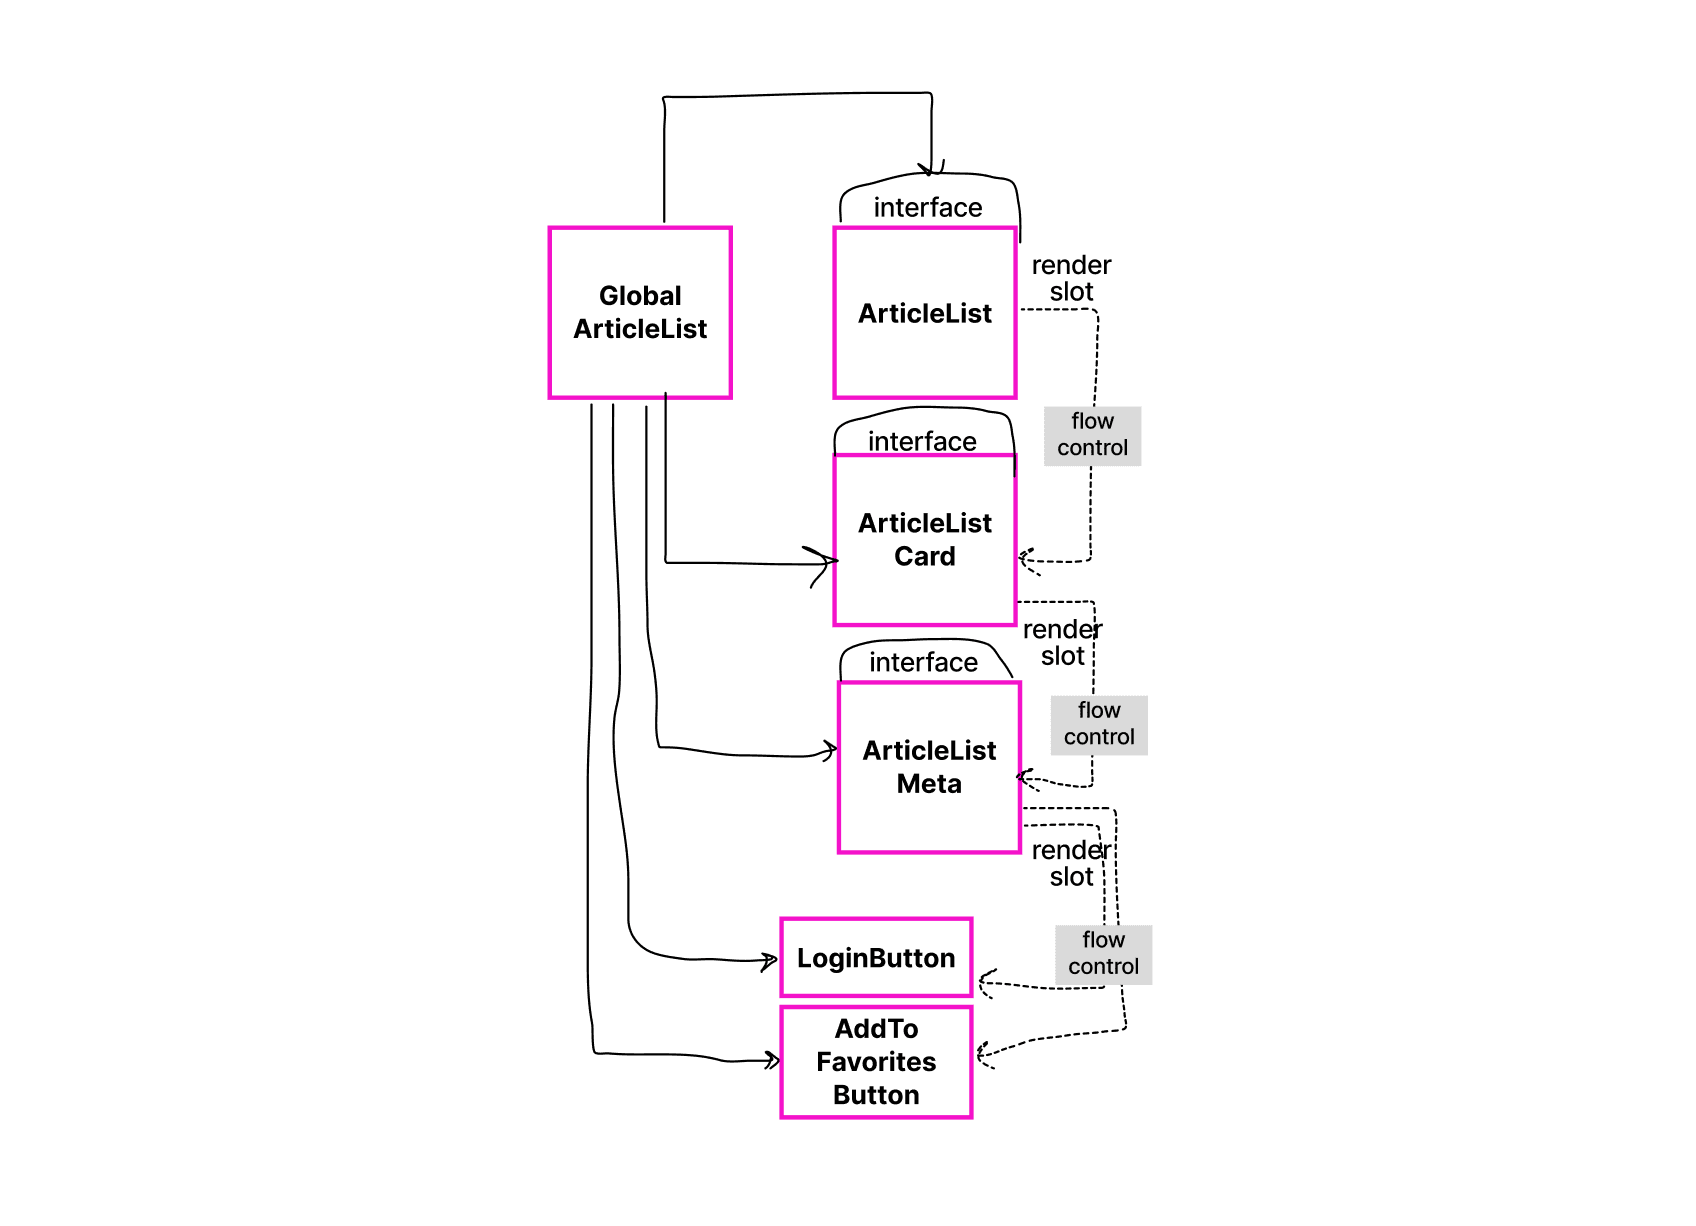 interface
Global
ArticleList
ArticleList
render
slot
flow
control
interface
ArticleList
Card
render
slot
interface
flow
control
ArticleList
Meta
render
slot
flow
control
LoginButton
AddTo
Favorites
Button